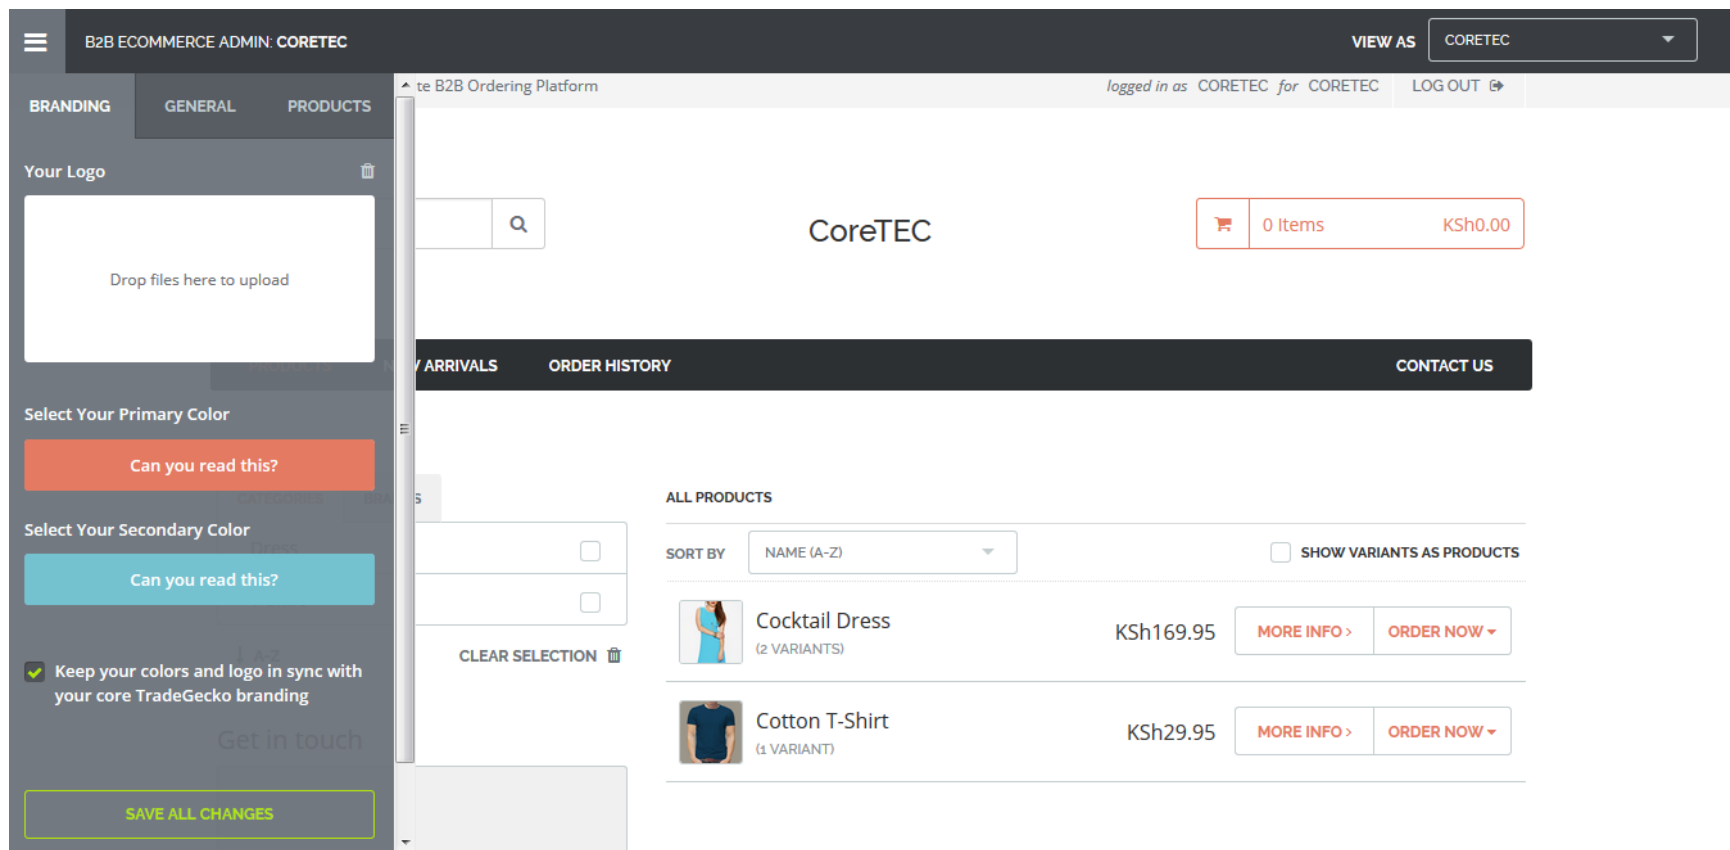 B2B ECOMMERCE ADMIN: CORETEC
VIEW AS
CORETEC
BRANDING
GENERAL
PRODUCTS
te B2B Ordering Platform
logged in as CORETEC for CORETEC
LOG OUT
Your Logo
Drop files here to upload
CoreTEC
0 Items
KSh0.00
PRODUCTS
ARRIVALS
ORDER HISTORY
CONTACT US
Select Your Primary Color
Can you read this?
CATEGORIES
Select Your Secondary Color
Dress
Can you read this?
A-Z
CLEAR SELECTION
Keep your colors and logo in sync with
your core TradeGecko branding
Get in touch
SAVE ALL CHANGES
ALL PRODUCTS
SORT BY
NAME (A-Z)
SHOW VARIANTS AS PRODUCTS
Cocktail Dress
(2 VARIANTS)
KSh169.95
MORE INFO >
ORDER NOW
Cotton T-Shirt
(1 VARIANT)
KSh29.95
MORE INFO >
ORDER NOW